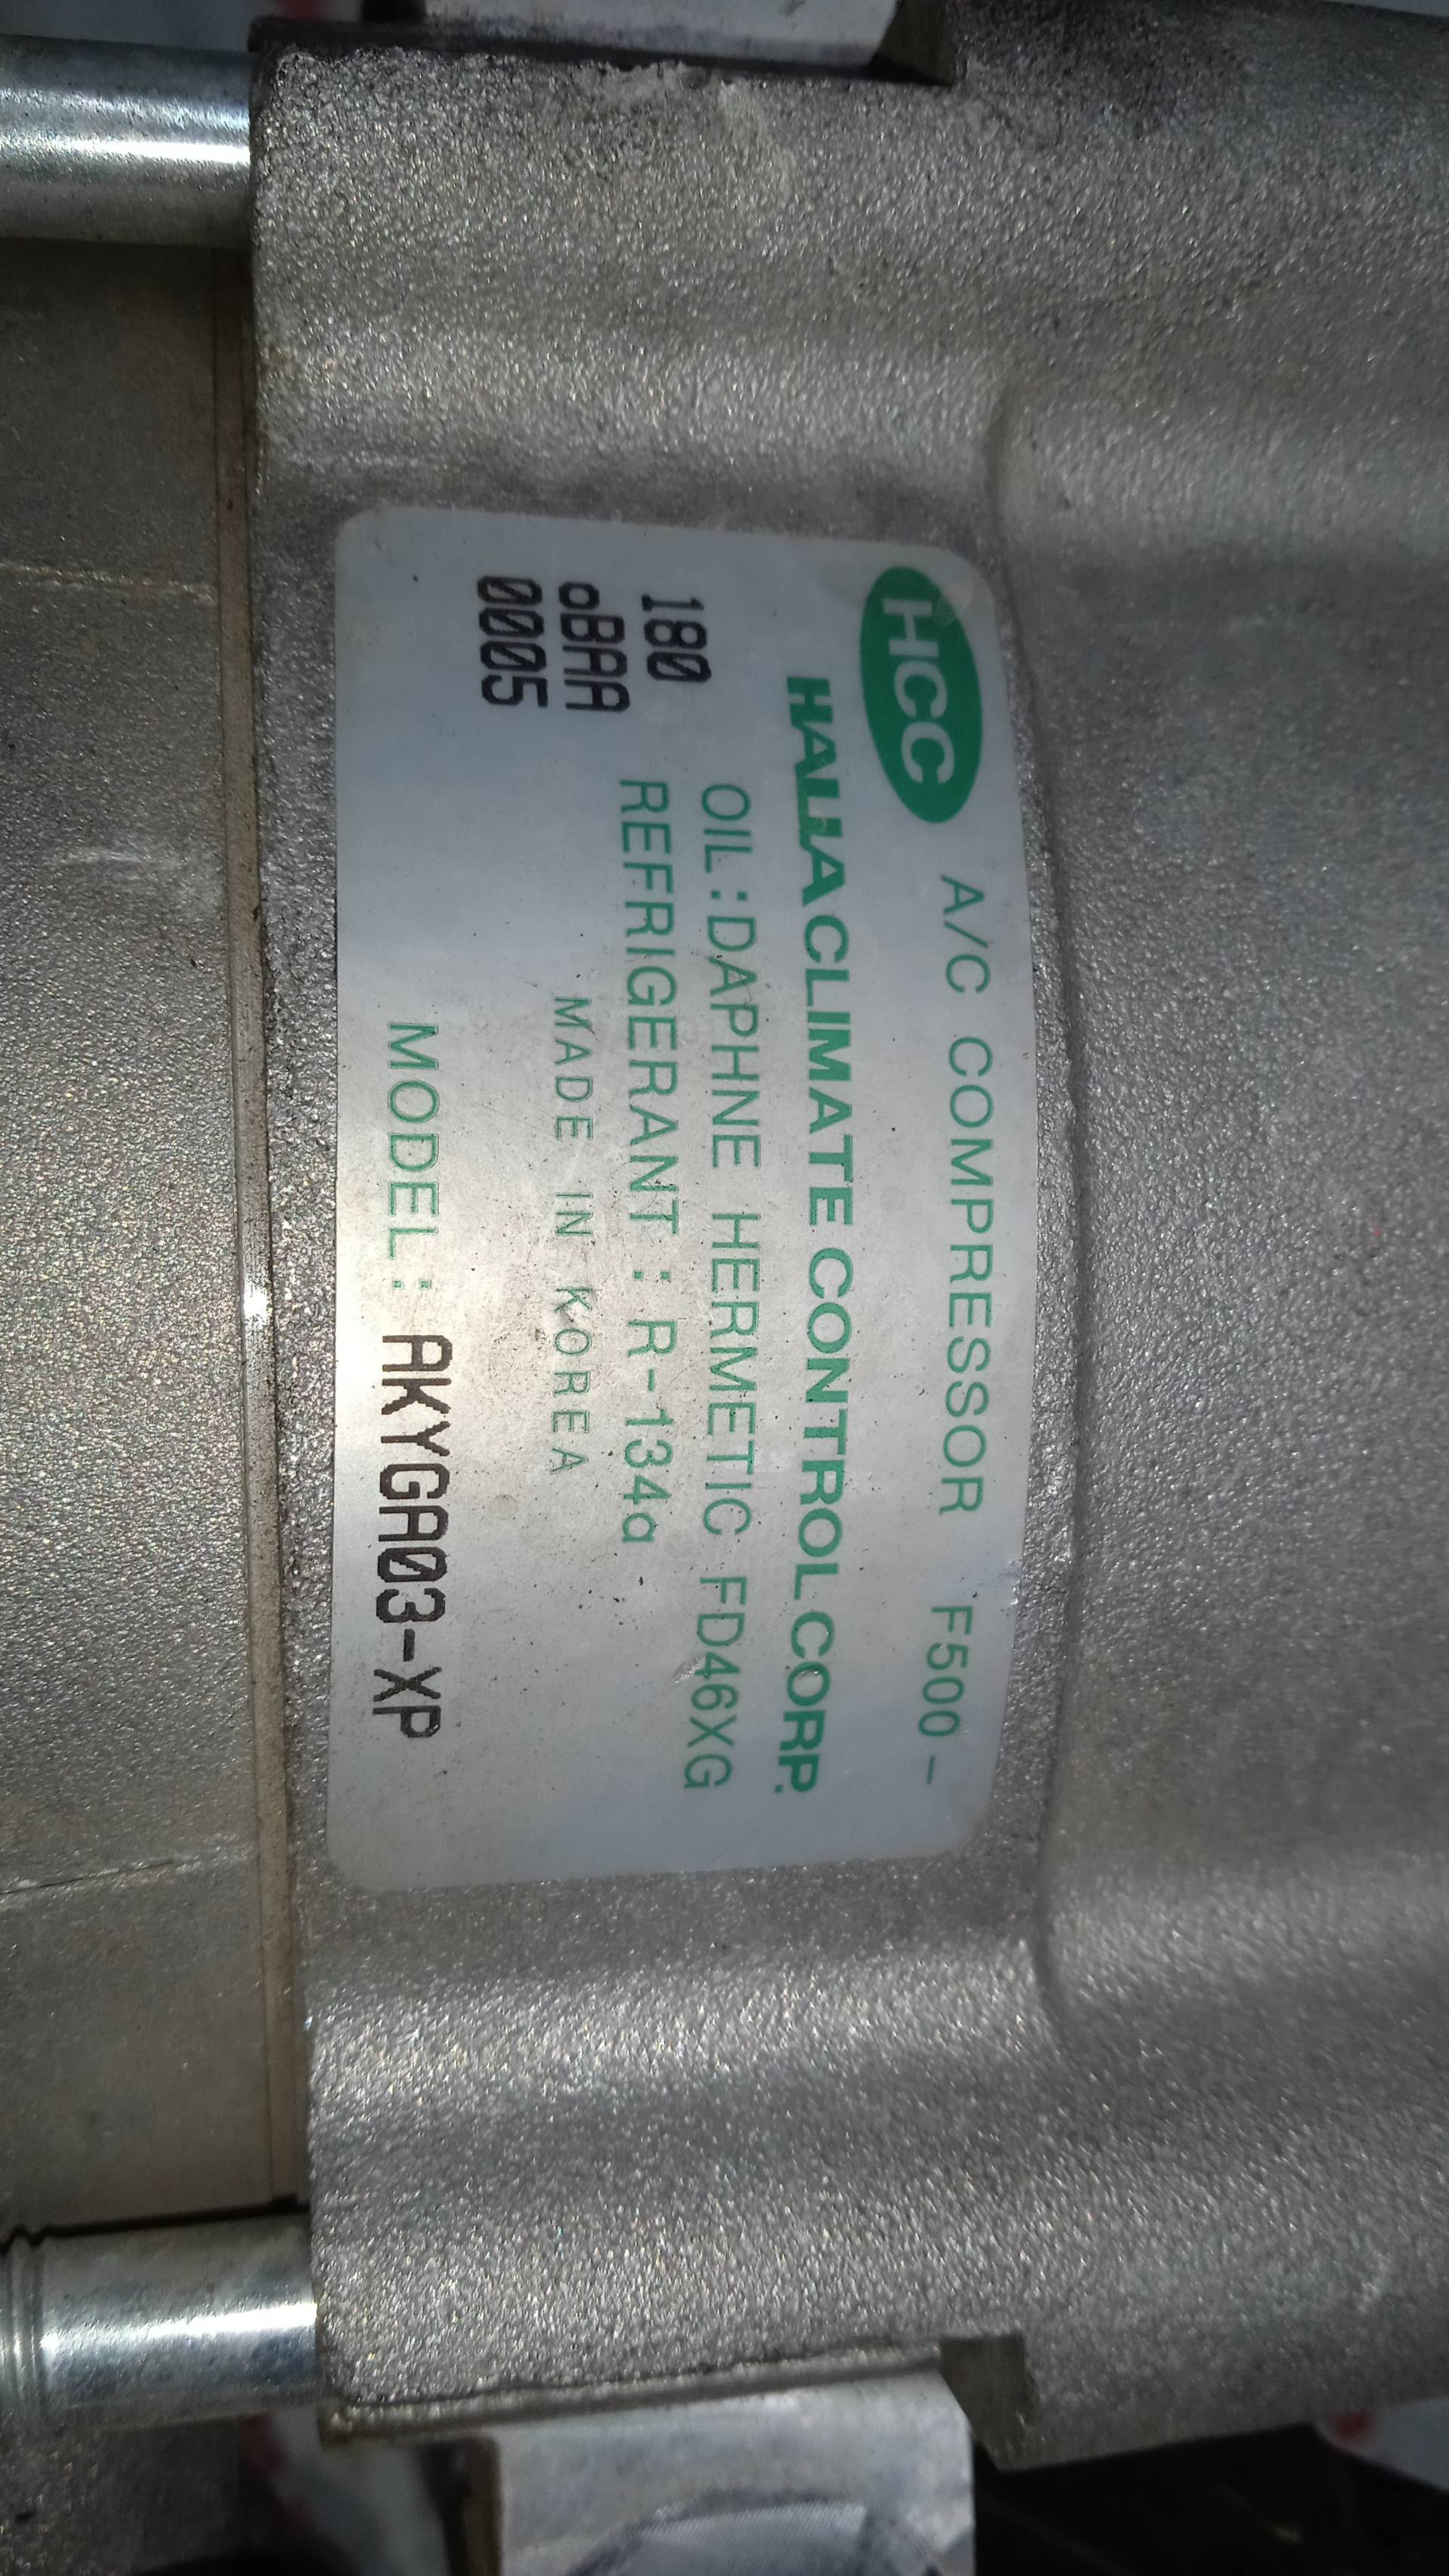 HCC A/C COMPRESSOR F500-
HALLA CLIMATE CONTROL CORP.
OIL:DAPHNE HERMETIC FD46XG
180
REFRIGERANT : R-134a
oBAA
MADE IN KOREA
0005
MODEL: AKYGA03-XP